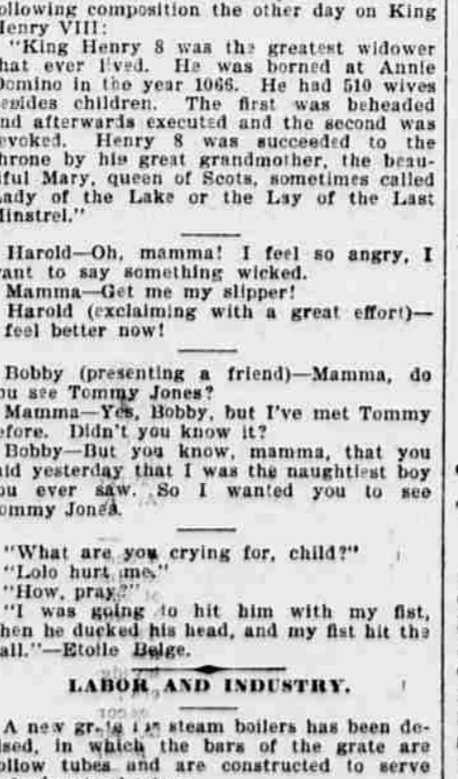 ollowing composition the other day on King
Henry VIII:
"King Henry 8 was the greatest widower
hat ever lived. He was borned at Annie
Domino in the year 1066. He had 510 wives
esides children. The first was beheaded
nd afterwards executed and the second was
evoked. Henry 8 was succeeded to the
hrone by his great grandmother, the beau-
iful Mary, queen of Scots, sometimes called
Lady of the Lake or the Lay of the Last
Minstrel."
Harold—Oh, mamma! I feel so angry, I
vant to say something wicked.
Mamma—Get me my slipper!
Harold (exclaiming with a great effort)—
feel better now!
Bobby (presenting a friend)—Mamma, do
ou see Tommy Jones?
Mamma—Yes, Bobby, but I've met Tommy
efore. Didn't you know it?
Bobby—But you know, mamma, that you
aid yesterday that I was the naughtiest boy
ou ever saw. So I wanted you to see
ommy Jones.
"What are you crying for, child?"
"Lolo hurt me."
"How, pray?"
"I was going to hit him with my fist,
hen he ducked his head, and my fist hit the
all."—Etoile Belge.
LABOR AND INDUSTRY.
A new grate for steam boilers has been de-
ised, in which the bars of the grate are
ollow tubes and are constructed to serve